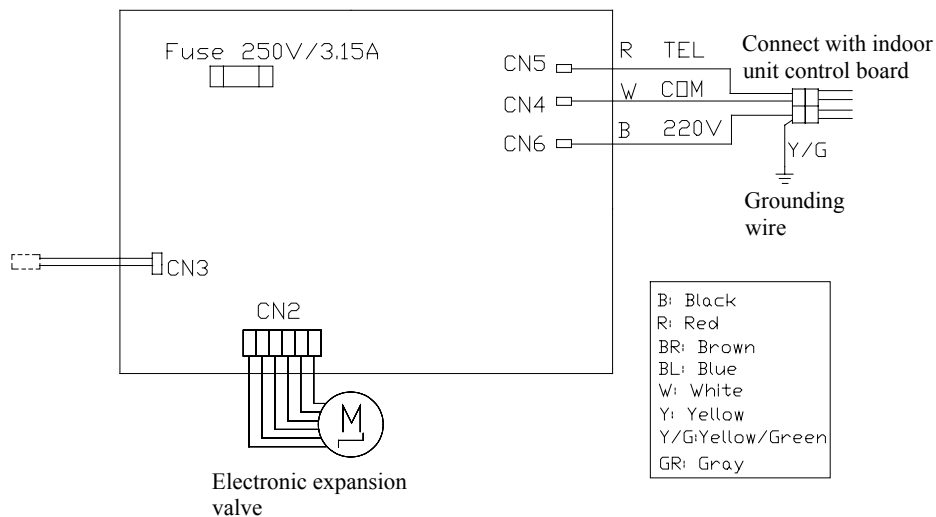 Fuse 250V/3.15A
CN5
R
TEL
Connect with indoor
unit control board
CN4
W
COM
CN6
B
220V
Y/G
Grounding
wire
CN3
CN2
M
Electronic expansion
valve
B: Black
R: Red
BR: Brown
BL: Blue
W: White
Y: Yellow
Y/G:Yellow/Green
GR: Gray